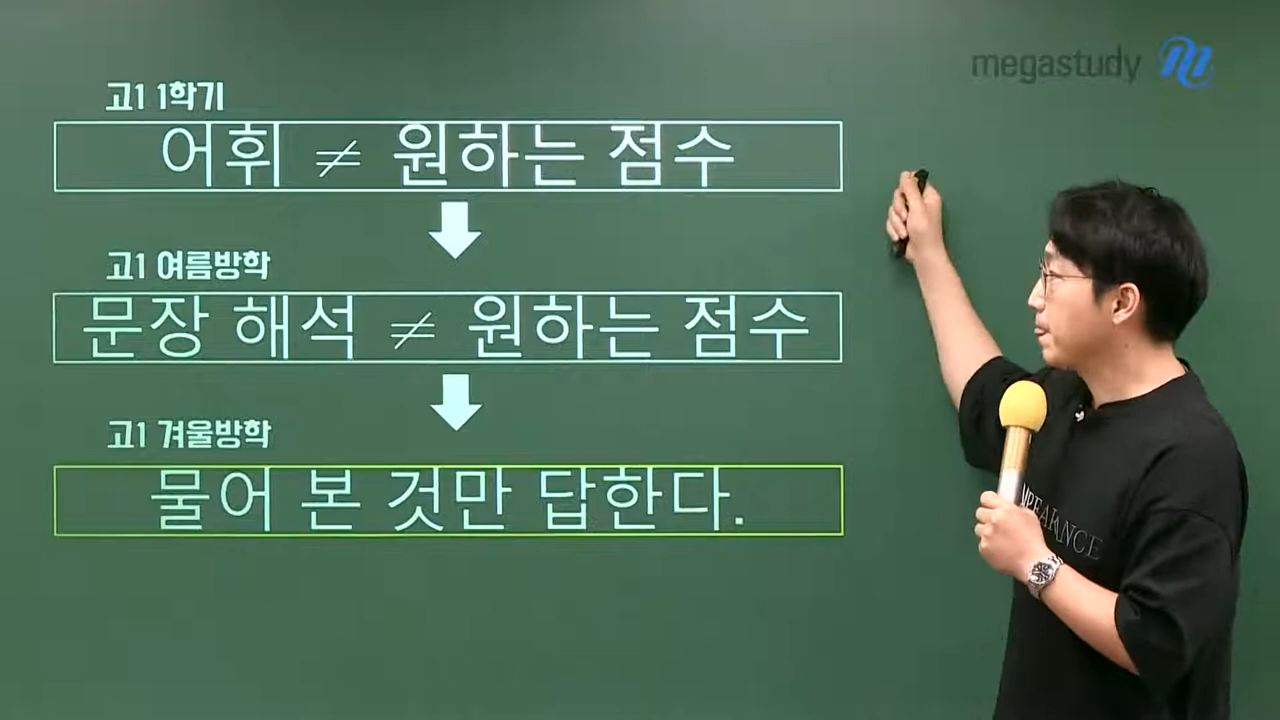 megastudy
고1 1학기
어휘 ≠ 원하는 점수
고1 여름방학
문장 해석 ≠ 원하는 점수
고1 겨울방학
물어 본 것만 답한다.